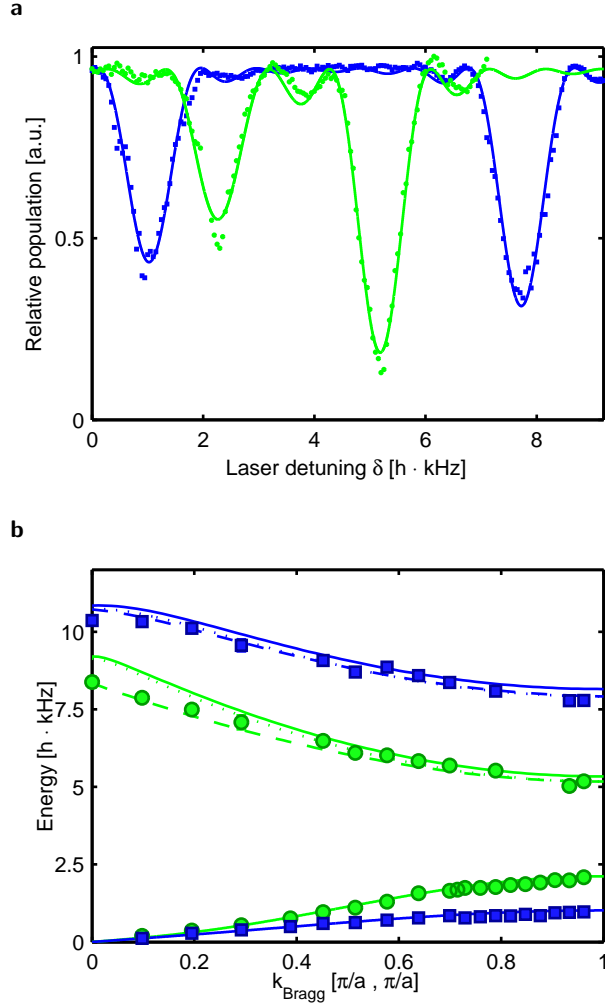 a
1
0.5
0
Relative population [a.u.]
0 2 4 6 8
Laser detuning δ [h · kHz]
b
10
7.5
5
2.5
0
Energy [h · kHz]
0 0.2 0.4 0.6 0.8 1
k_Bragg [π/a , π/a]